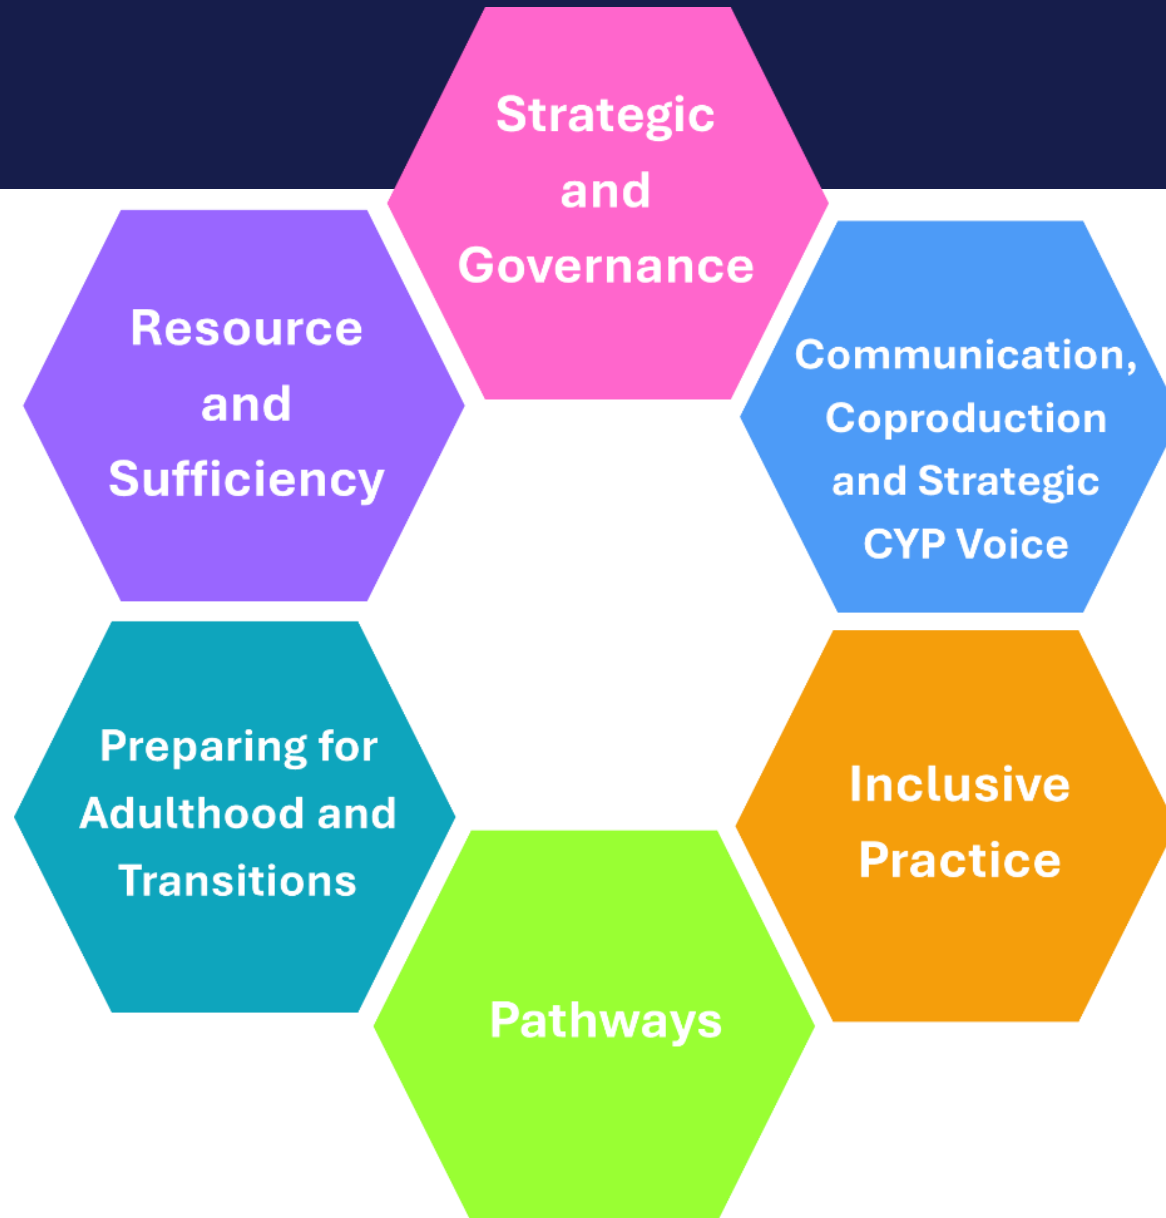 Strategic
and
Governance
Communication,
Coproduction
and Strategic
CYP Voice
Inclusive
Practice
Pathways
Preparing for
Adulthood and
Transitions
Resource
and
Sufficiency